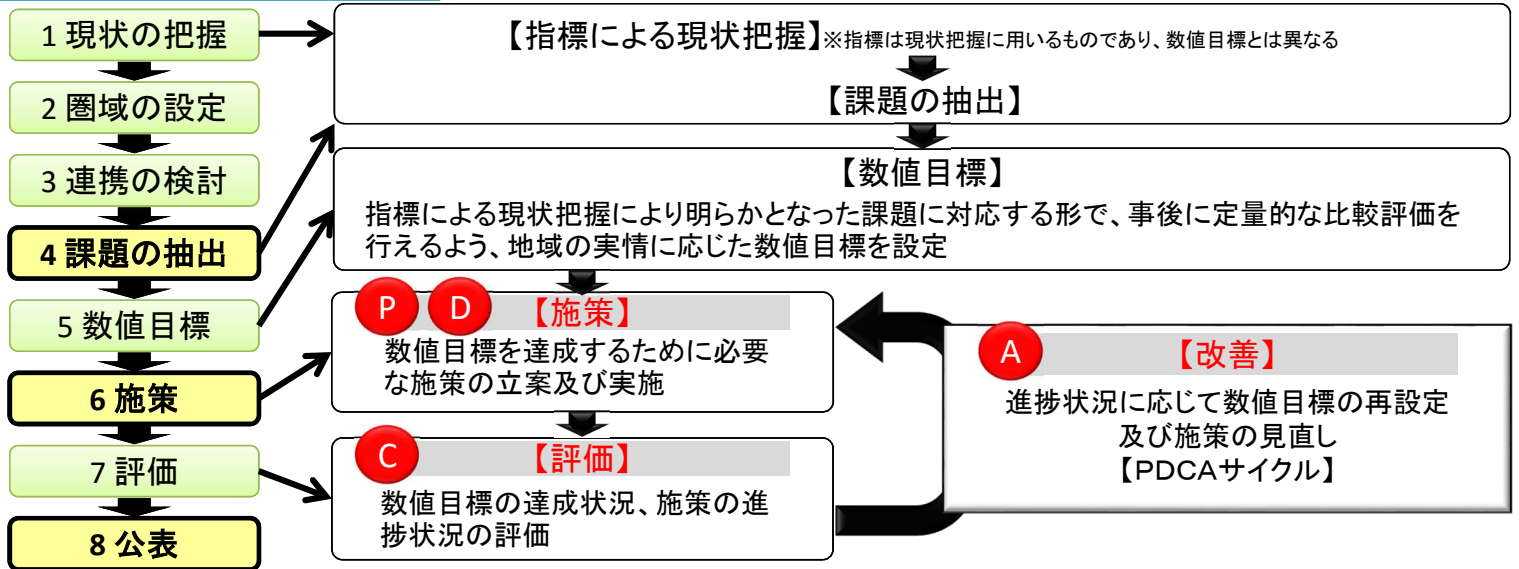 1 現状の把握
2 圏域の設定
3 連携の検討
4 課題の抽出
5 数値目標
6 施策
7 評価
8 公表
【指標による現状把握】※指標は現状把握に用いるものであり、数値目標とは異なる
【課題の抽出】
【数値目標】
指標による現状把握により明らかとなった課題に対応する形で、事後に定量的な比較評価を
行えるよう、地域の実情に応じた数値目標を設定
P D 【施策】
数値目標を達成するために必要
な施策の立案及び実施
C 【評価】
数値目標の達成状況、施策の進
捗状況の評価
A 【改善】
進捗状況に応じて数値目標の再設定
及び施策の見直し
【PDCAサイクル】